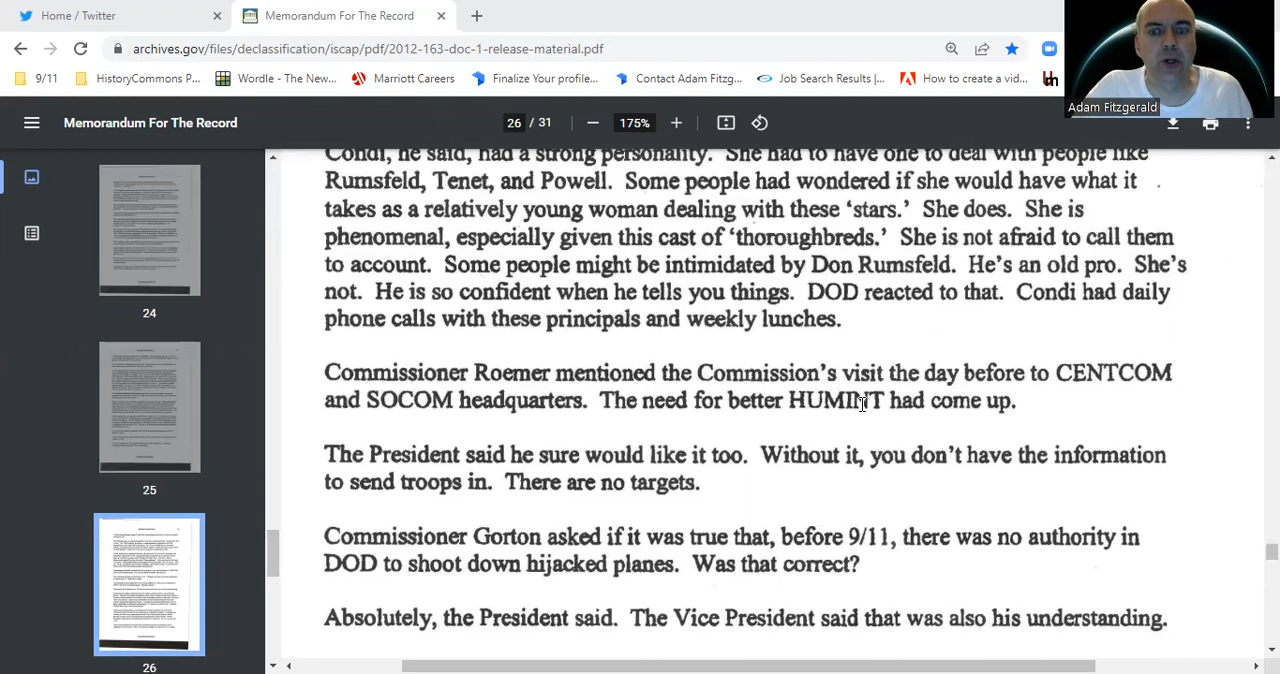 Home / Twitter
Memorandum For The Record
archives.gov/files/declassification/iscap/pdf/2012-163-doc-1-release-material.pdf
9/11 HistoryCommons P... Wordle - The New... Marriott Careers Finalize Your profile... Contact Adam Fitzg... Job Search Results |... How to create a vid...
Adam Fitzgerald
Memorandum For The Record 26 / 31 175%
24
25
26
Condi, he said, had a strong personality. She had to have one to deal with people like
Rumsfeld, Tenet, and Powell. Some people had wondered if she would have what it
takes as a relatively young woman dealing with these ‘stars.’ She does. She is
phenomenal, especially given this cast of ‘thoroughbreds.’ She is not afraid to call them
to account. Some people might be intimidated by Don Rumsfeld. He’s an old pro. She’s
not. He is so confident when he tells you things. DOD reacted to that. Condi had daily
phone calls with these principals and weekly lunches.
Commissioner Roemer mentioned the Commission’s visit the day before to CENTCOM
and SOCOM headquarters. The need for better HUMINT had come up.
The President said he sure would like it too. Without it, you don’t have the information
to send troops in. There are no targets.
Commissioner Gorton asked if it was true that, before 9/11, there was no authority in
DOD to shoot down hijacked planes. Was that correct?
Absolutely, the President said. The Vice President said that was also his understanding.